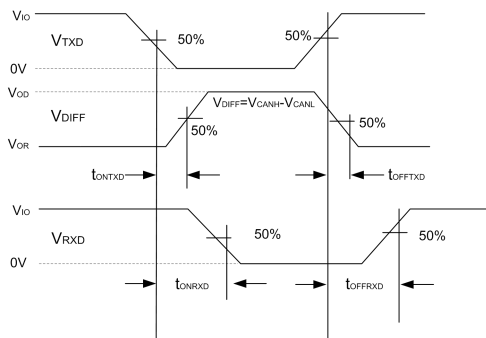 VIO
VTXD
50%
50%
0V
VOD
VDIFF
VDIFF=VCANH-VCANL
50%
50%
VOR
tONTXD
tOFFTXD
VIO
VRXD
50%
50%
0V
tONRXD
tOFFRXD